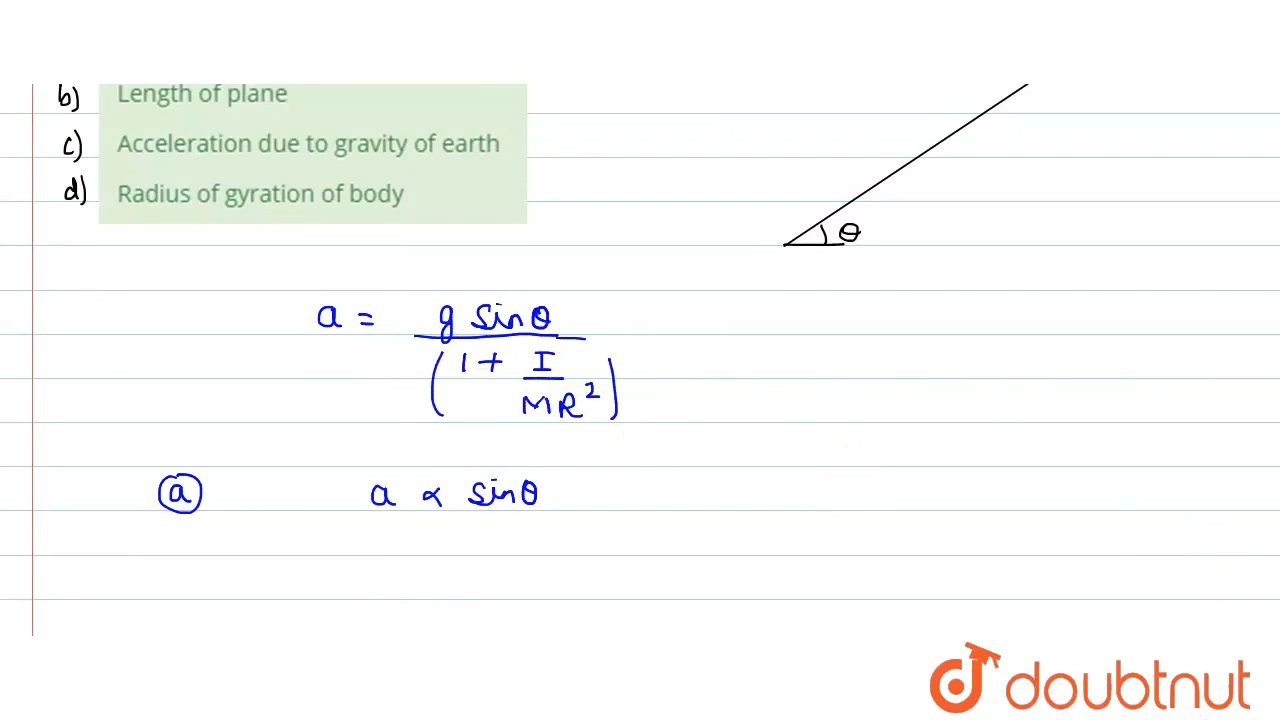 b) Length of plane
c) Acceleration due to gravity of earth
d) Radius of gyration of body
θ
a = g sinθ
(1 + I
MR²)
a a ∝ sinθ
doubtnut